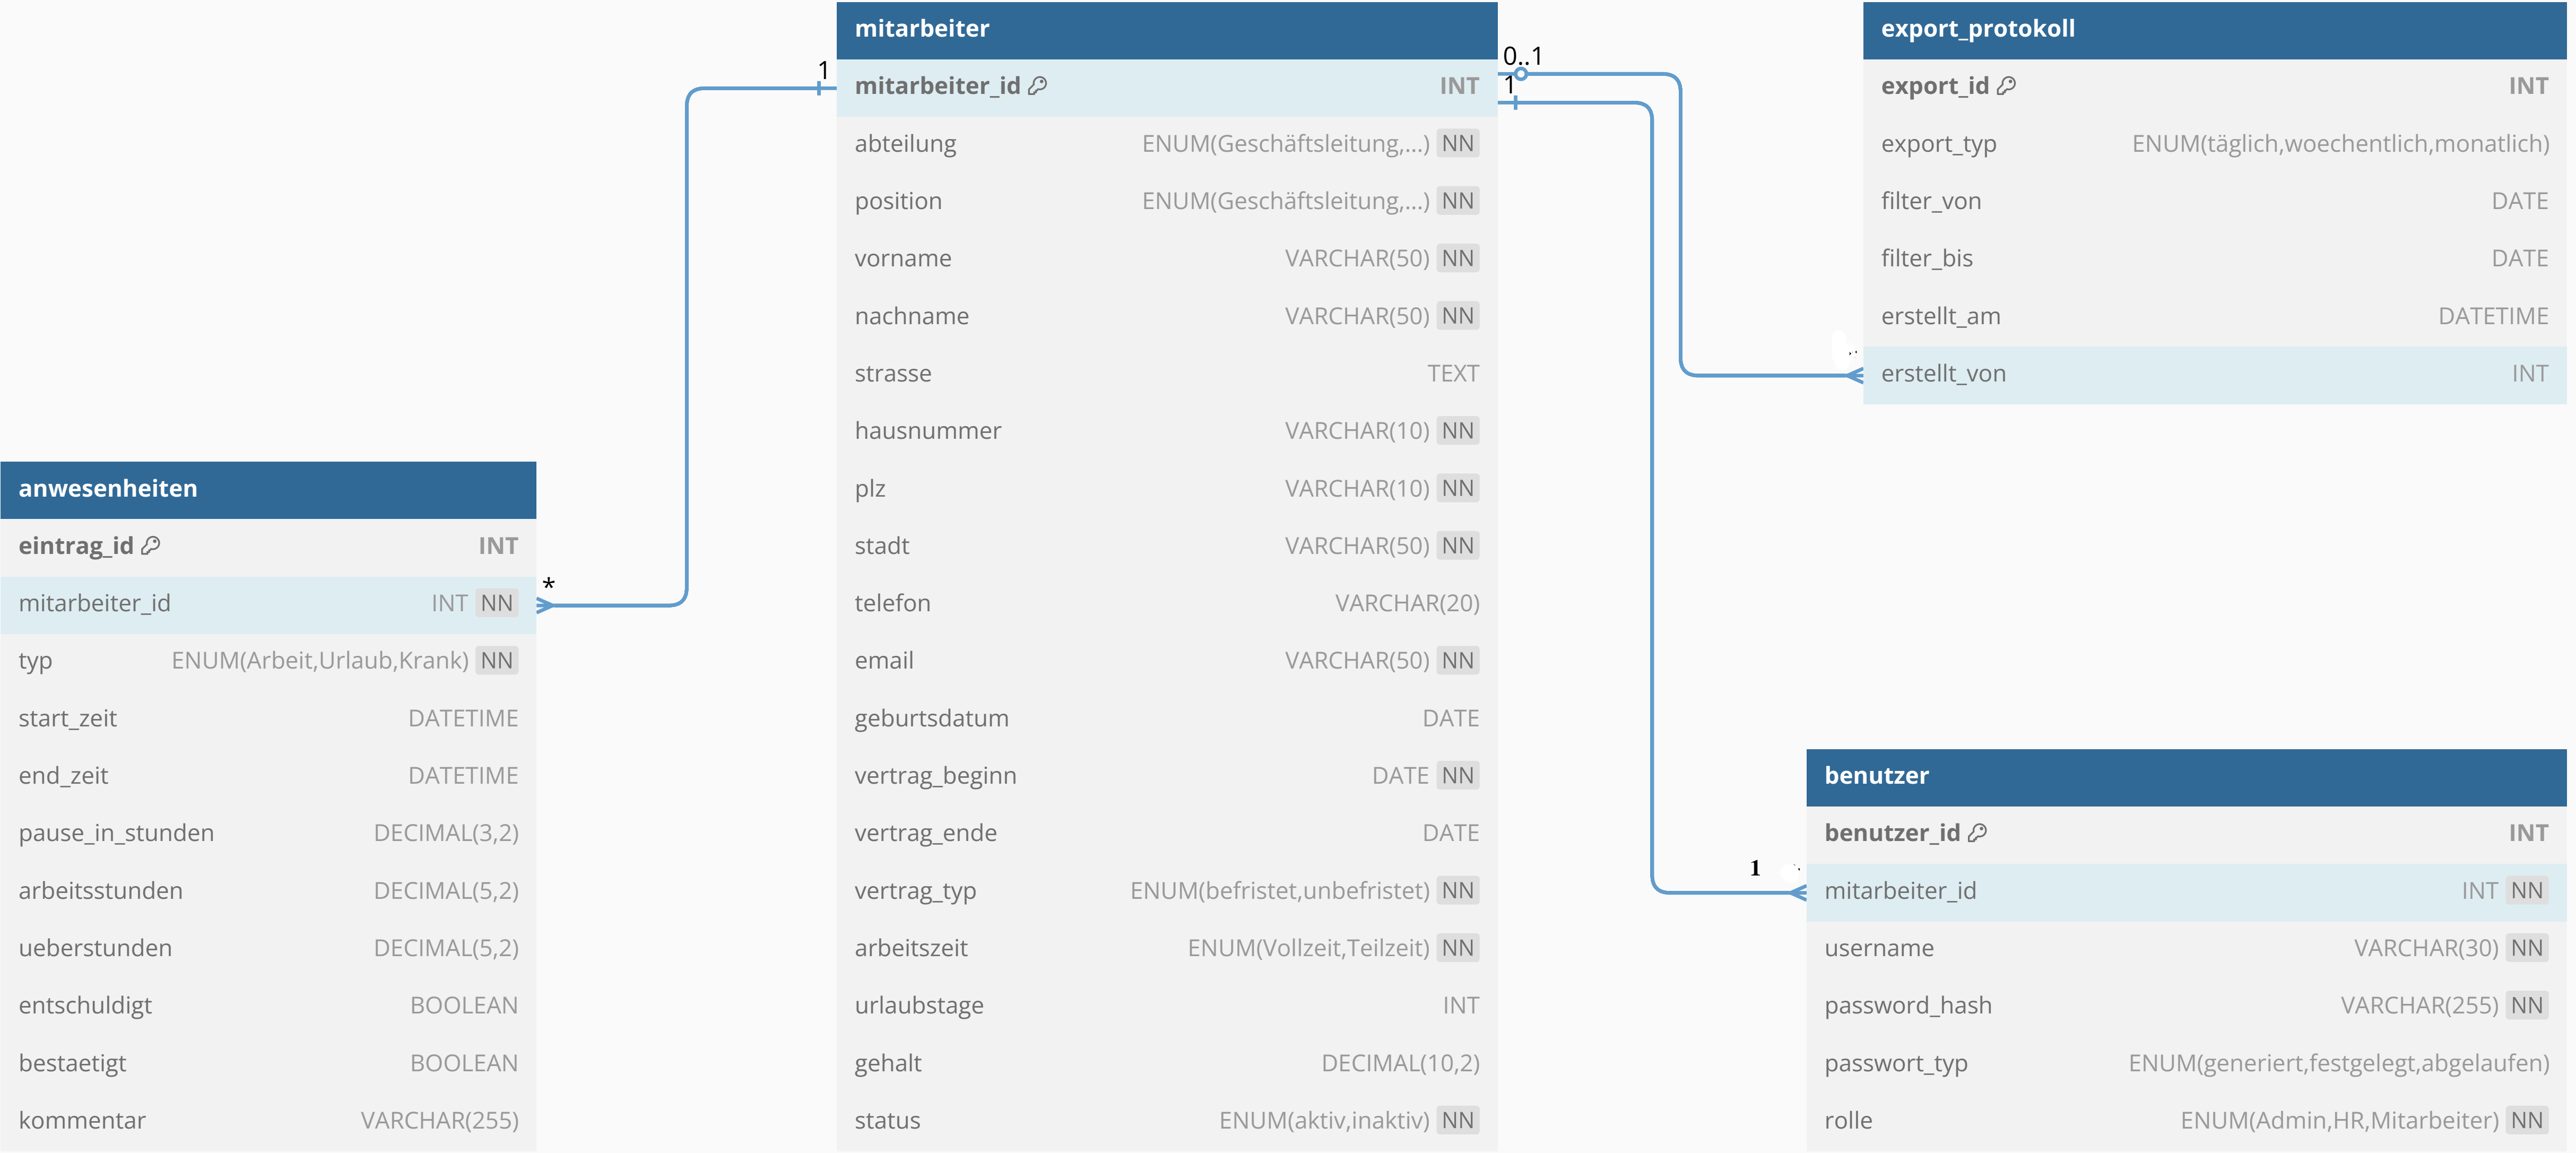 mitarbeiter
1
0..1
1
mitarbeiter_id INT
abteilung ENUM(Geschäftsleitung,...) NN
position ENUM(Geschäftsleitung,...) NN
vorname VARCHAR(50) NN
nachname VARCHAR(50) NN
strasse TEXT
hausnummer VARCHAR(10) NN
plz VARCHAR(10) NN
stadt VARCHAR(50) NN
telefon VARCHAR(20)
email VARCHAR(50) NN
geburtsdatum DATE
vertrag_beginn DATE NN
vertrag_ende DATE
vertrag_typ ENUM(befristet,unbefristet) NN
arbeitszeit ENUM(Vollzeit,Teilzeit) NN
urlaubstage INT
gehalt DECIMAL(10,2)
status ENUM(aktiv,inaktiv) NN
export_protokoll
export_id INT
export_typ ENUM(täglich,woechentlich,monatlich)
filter_von DATE
filter_bis DATE
erstellt_am DATETIME
erstellt_von INT
anwesenheiten
eintrag_id INT
*
mitarbeiter_id INT NN
typ ENUM(Arbeit,Urlaub,Krank) NN
start_zeit DATETIME
end_zeit DATETIME
pause_in_stunden DECIMAL(3,2)
arbeitsstunden DECIMAL(5,2)
ueberstunden DECIMAL(5,2)
entschuldigt BOOLEAN
bestaetigt BOOLEAN
kommentar VARCHAR(255)
benutzer
benutzer_id INT
1
mitarbeiter_id INT NN
username VARCHAR(30) NN
password_hash VARCHAR(255) NN
passwort_typ ENUM(generiert,festgelegt,abgelaufen)
rolle ENUM(Admin,HR,Mitarbeiter) NN